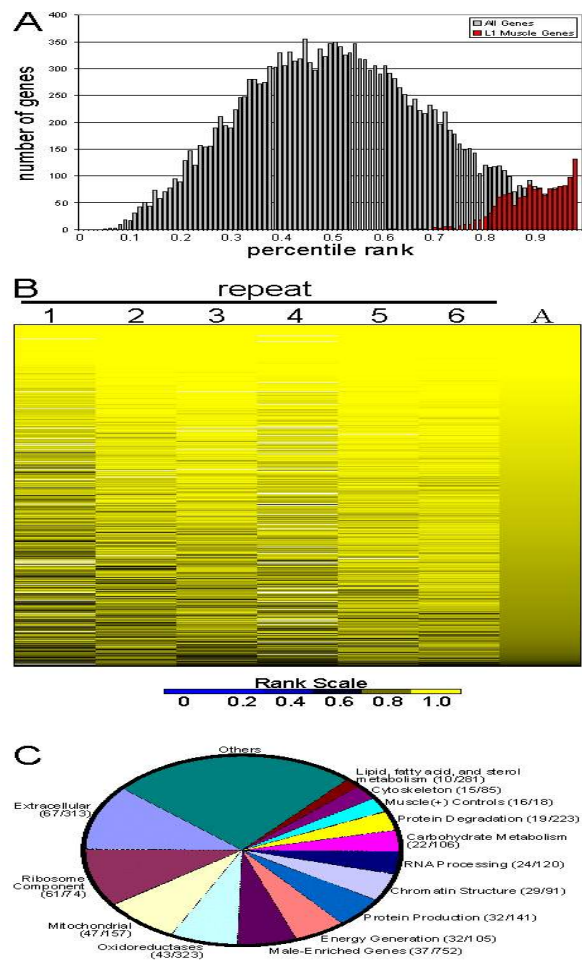 A
number of genes
400
350
300
250
200
150
100
50
0
All Genes
L1 Muscle Genes
0 0.1 0.2 0.3 0.4 0.5 0.6 0.7 0.8 0.9
percentile rank
B
repeat
1 2 3 4 5 6 A
Rank Scale
0 0.2 0.4 0.6 0.8 1.0
C
Others
Lipid, fatty acid, and sterol
metabolism (10/281)
Cytoskeleton (15/85)
Muscle(+) Controls (16/18)
Protein Degradation (19/223)
Carbohydrate Metabolism
(22/106)
RNA Processing (24/120)
Chromatin Structure (29/91)
Protein Production (32/141)
Energy Generation (32/105)
Male-Enriched Genes (37/752)
Oxidoreductases
(43/323)
Mitochondrial
(47/157)
Ribosome
Component
(61/74)
Extracellular
(67/313)